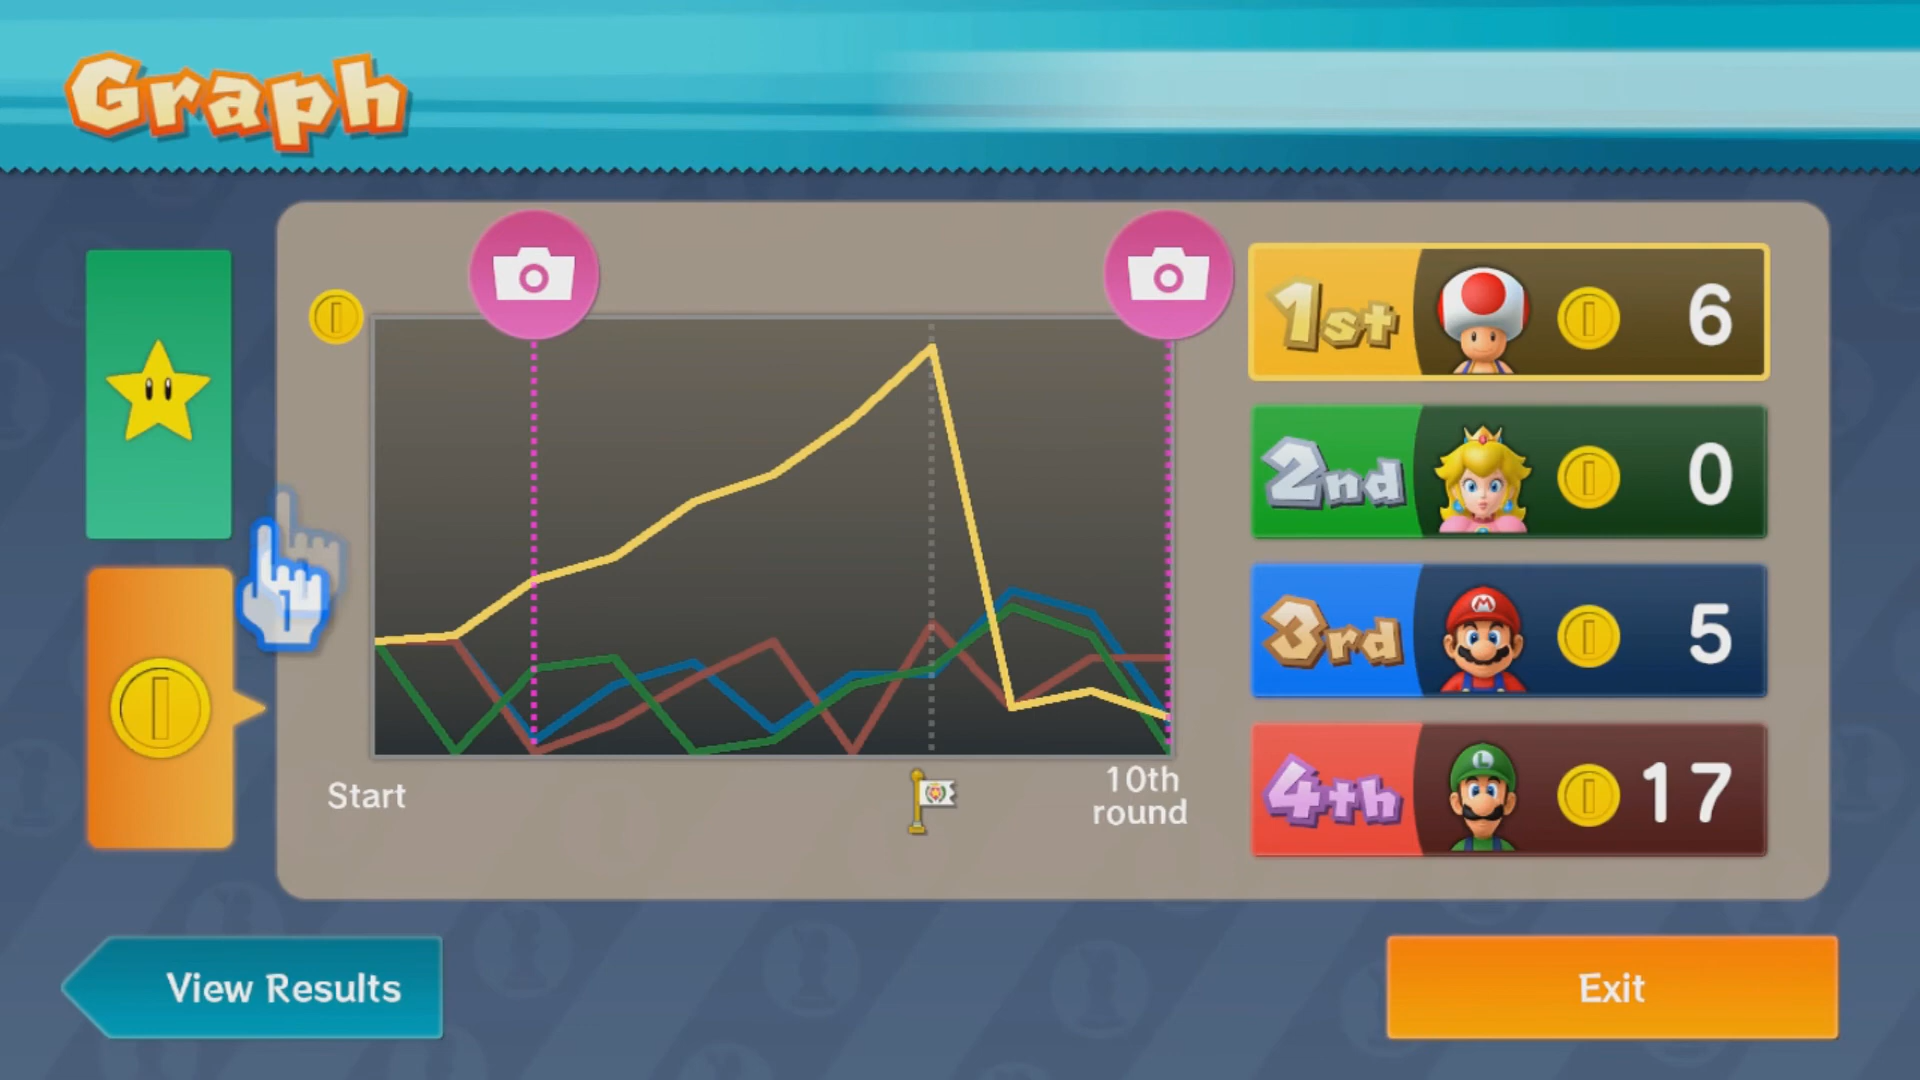 Graph
1st 6
2nd 0
3rd 5
4th 17
Start
10th
round
View Results
Exit